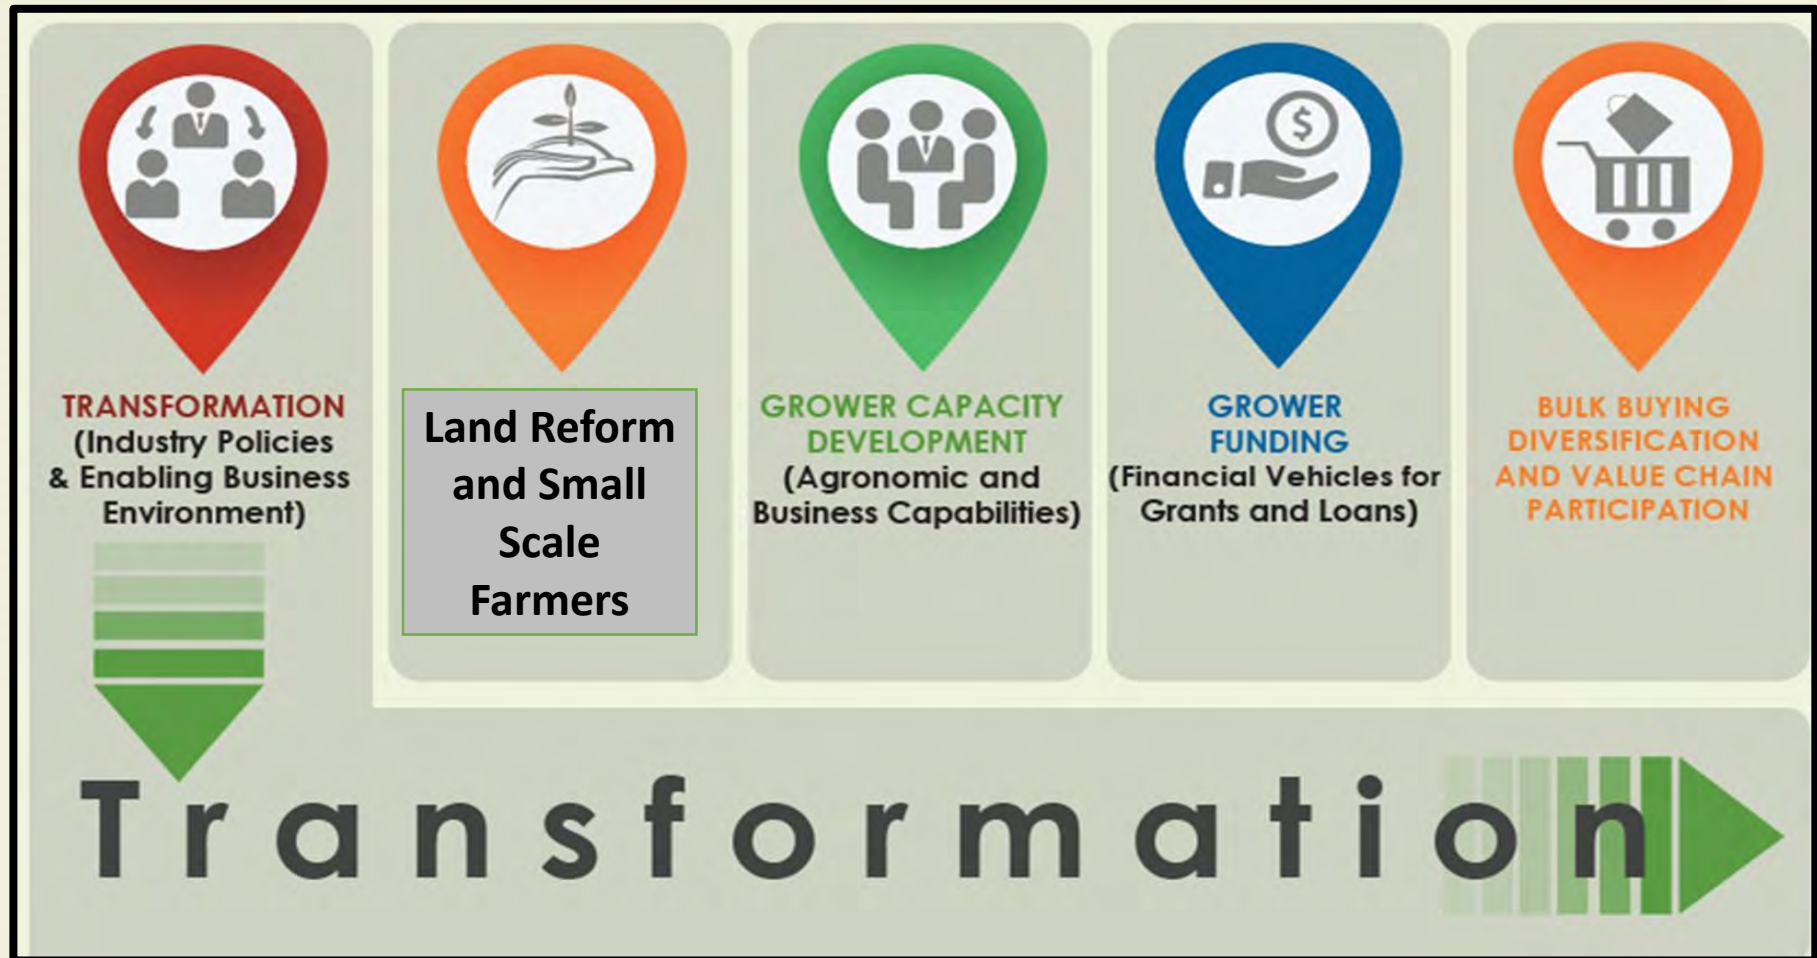 TRANSFORMATION
(Industry Policies
& Enabling Business
Environment)
Land Reform
and Small
Scale
Farmers
GROWER CAPACITY
DEVELOPMENT
(Agronomic and
Business Capabilities)
GROWER
FUNDING
(Financial Vehicles for
Grants and Loans)
BULK BUYING
DIVERSIFICATION
AND VALUE CHAIN
PARTICIPATION
$
Transformation